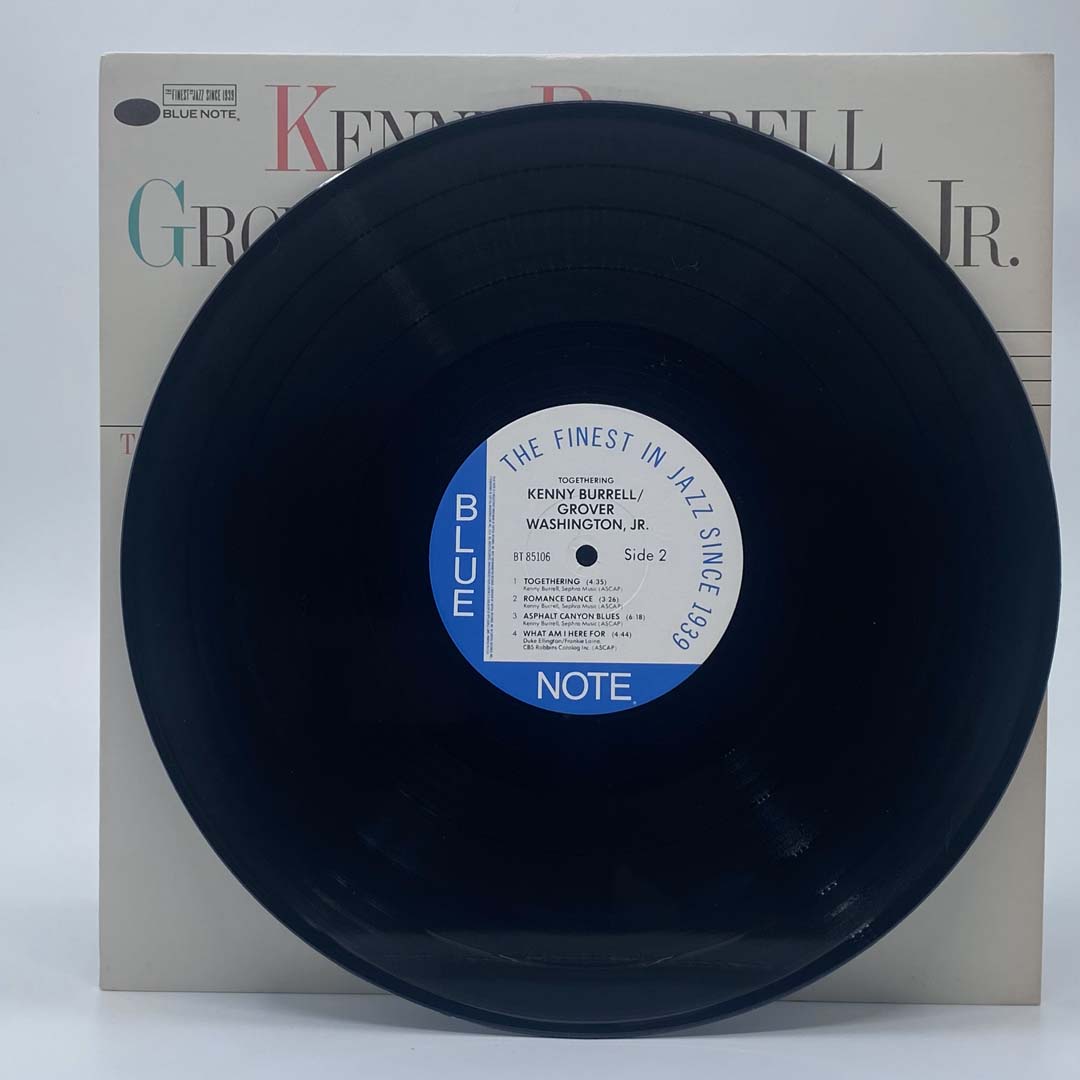 THE FINEST IN JAZZ SINCE 1939
BLUE NOTE
KENN
RELL
GRO
JR.
T
THE FINEST IN JAZZ SINCE 1939
TOGETHERING
KENNY BURRELL/
GROVER
WASHINGTON, JR.
BT 85106
Side 2
1 TOGETHERING (4:35)
Kenny Burrell, Sephra Music (ASCAP)
2 ROMANCE DANCE (3:26)
Kenny Burrell, Sephra Music (ASCAP)
3 ASPHALT CANYON BLUES (6:18)
Kenny Burrell, Sephra Music (ASCAP)
4 WHAT AM I HERE FOR (4:44)
Duke Ellington/Frankie Laine,
CBS Robbins Catalog Inc. (ASCAP)
BLUE
NOTE